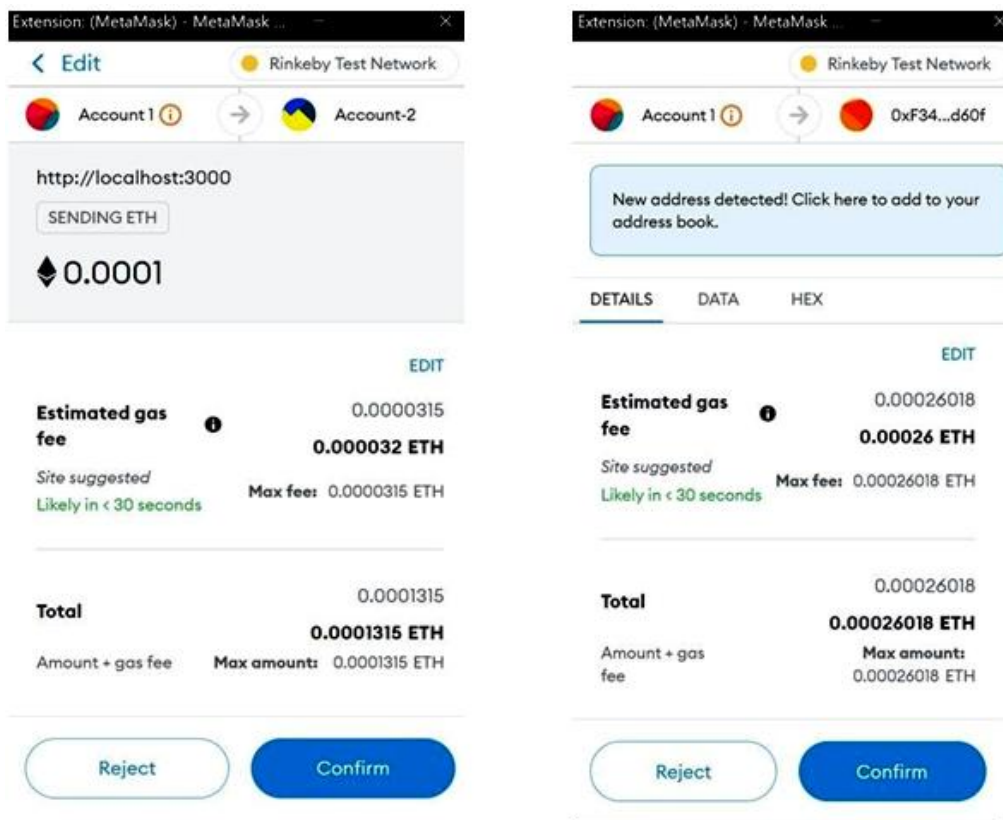 Extension: (MetaMask) - MetaMask ...
Edit
Rinkeby Test Network
Account 1
Account-2
http://localhost:3000
SENDING ETH
0.0001
EDIT
Estimated gas
fee
0.0000315
0.000032 ETH
Site suggested
Likely in < 30 seconds
Max fee: 0.0000315 ETH
Total
0.0001315
0.0001315 ETH
Amount + gas fee
Max amount: 0.0001315 ETH
Reject
Confirm
Extension: (MetaMask) - MetaMask ...
Rinkeby Test Network
Account 1
0xF34...d60f
New address detected! Click here to add to your
address book.
DETAILS DATA HEX
EDIT
Estimated gas
fee
0.00026018
0.00026 ETH
Site suggested
Likely in < 30 seconds
Max fee: 0.00026018 ETH
Total
0.00026018
0.00026018 ETH
Amount + gas
fee
Max amount:
0.00026018 ETH
Reject
Confirm